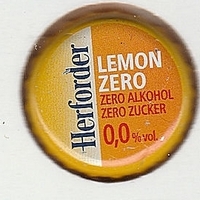 Herforder
LEMON
ZERO
ZERO ALKOHOL
ZERO ZUCKER
0,0 % vol.